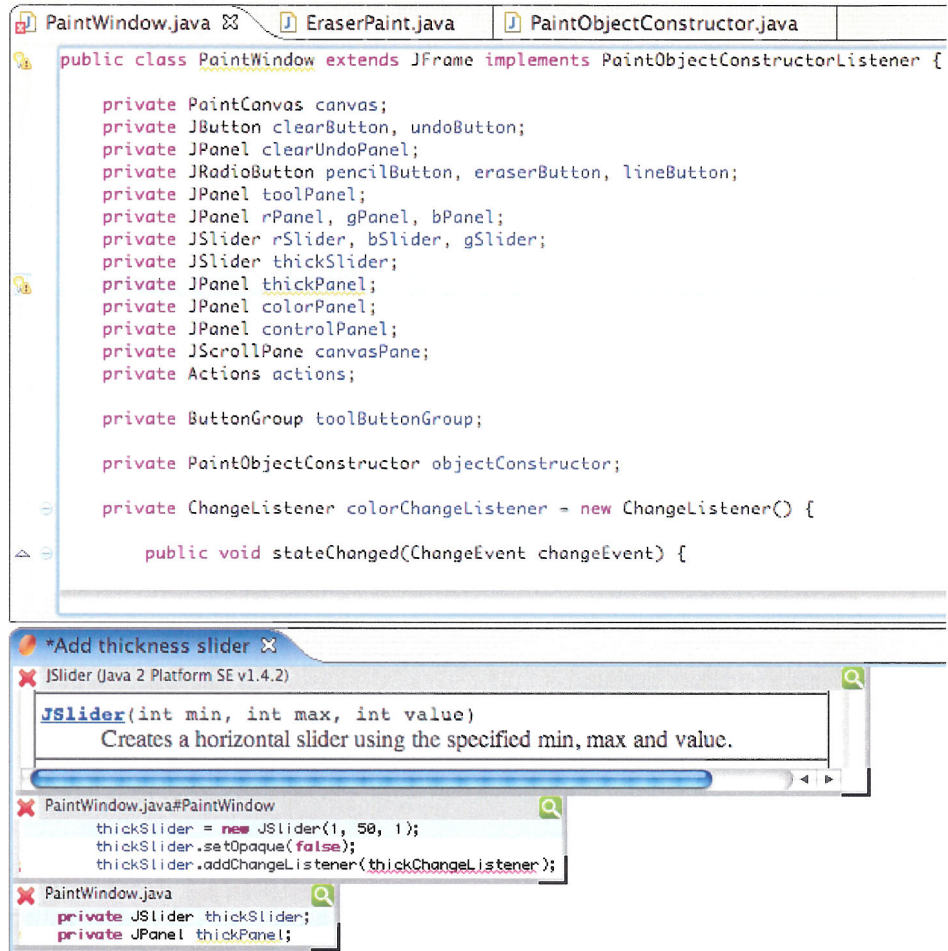 PaintWindow.java EraserPaint.java PaintObjectConstructor.java
public class PaintWindow extends JFrame implements PaintObjectConstructorListener {
private PaintCanvas canvas;
private JButton clearButton, undoButton;
private JPanel clearUndoPanel;
private JRadioButton pencilButton, eraserButton, lineButton;
private JPanel toolPanel;
private JPanel rPanel, gPanel, bPanel;
private JSlider rSlider, bSlider, gSlider;
private JSlider thickSlider;
private JPanel thickPanel;
private JPanel colorPanel;
private JPanel controlPanel;
private JScrollPane canvasPane;
private Actions actions;
private ButtonGroup toolButtonGroup;
private PaintObjectConstructor objectConstructor;
private ChangeListener colorChangeListener = new ChangeListener() {
public void stateChanged(ChangeEvent changeEvent) {
*Add thickness slider
JSlider (Java 2 Platform SE v1.4.2)
JSlider(int min, int max, int value)
Creates a horizontal slider using the specified min, max and value.
PaintWindow.java#PaintWindow
thickSlider = new JSlider(1, 50, 1);
thickSlider.setOpaque(false);
thickSlider.addChangeListener(thickChangeListener);
PaintWindow.java
private JSlider thickSlider;
private JPanel thickPanel;